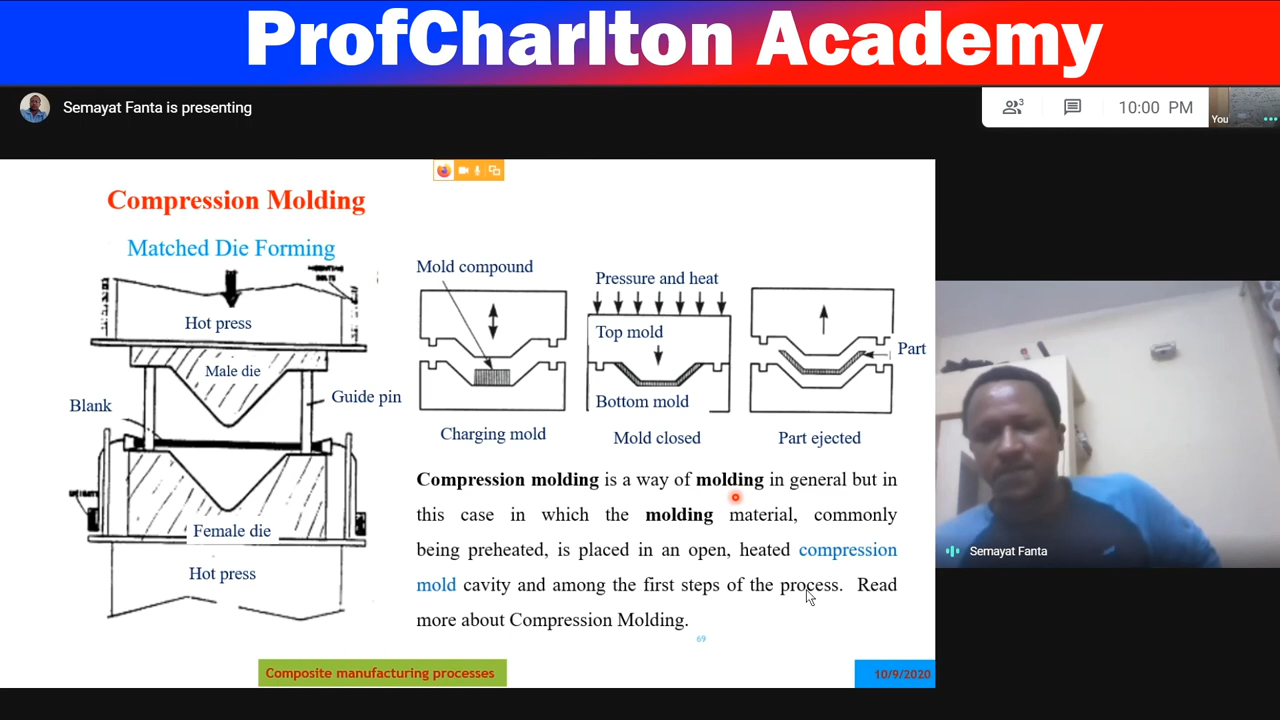 ProfCharlton Academy
Semayat Fanta is presenting
3
10:00 PM
You
Compression Molding
Matched Die Forming
Hot press
Male die
Blank
Guide pin
Female die
Hot press
Mold compound
Charging mold
Pressure and heat
Top mold
Bottom mold
Mold closed
Part
Part ejected
Compression molding is a way of molding in general but in
this case in which the molding material, commonly
being preheated, is placed in an open, heated compression
mold cavity and among the first steps of the process. Read
more about Compression Molding.
69
Composite manufacturing processes
10/9/2020
Semayat Fanta